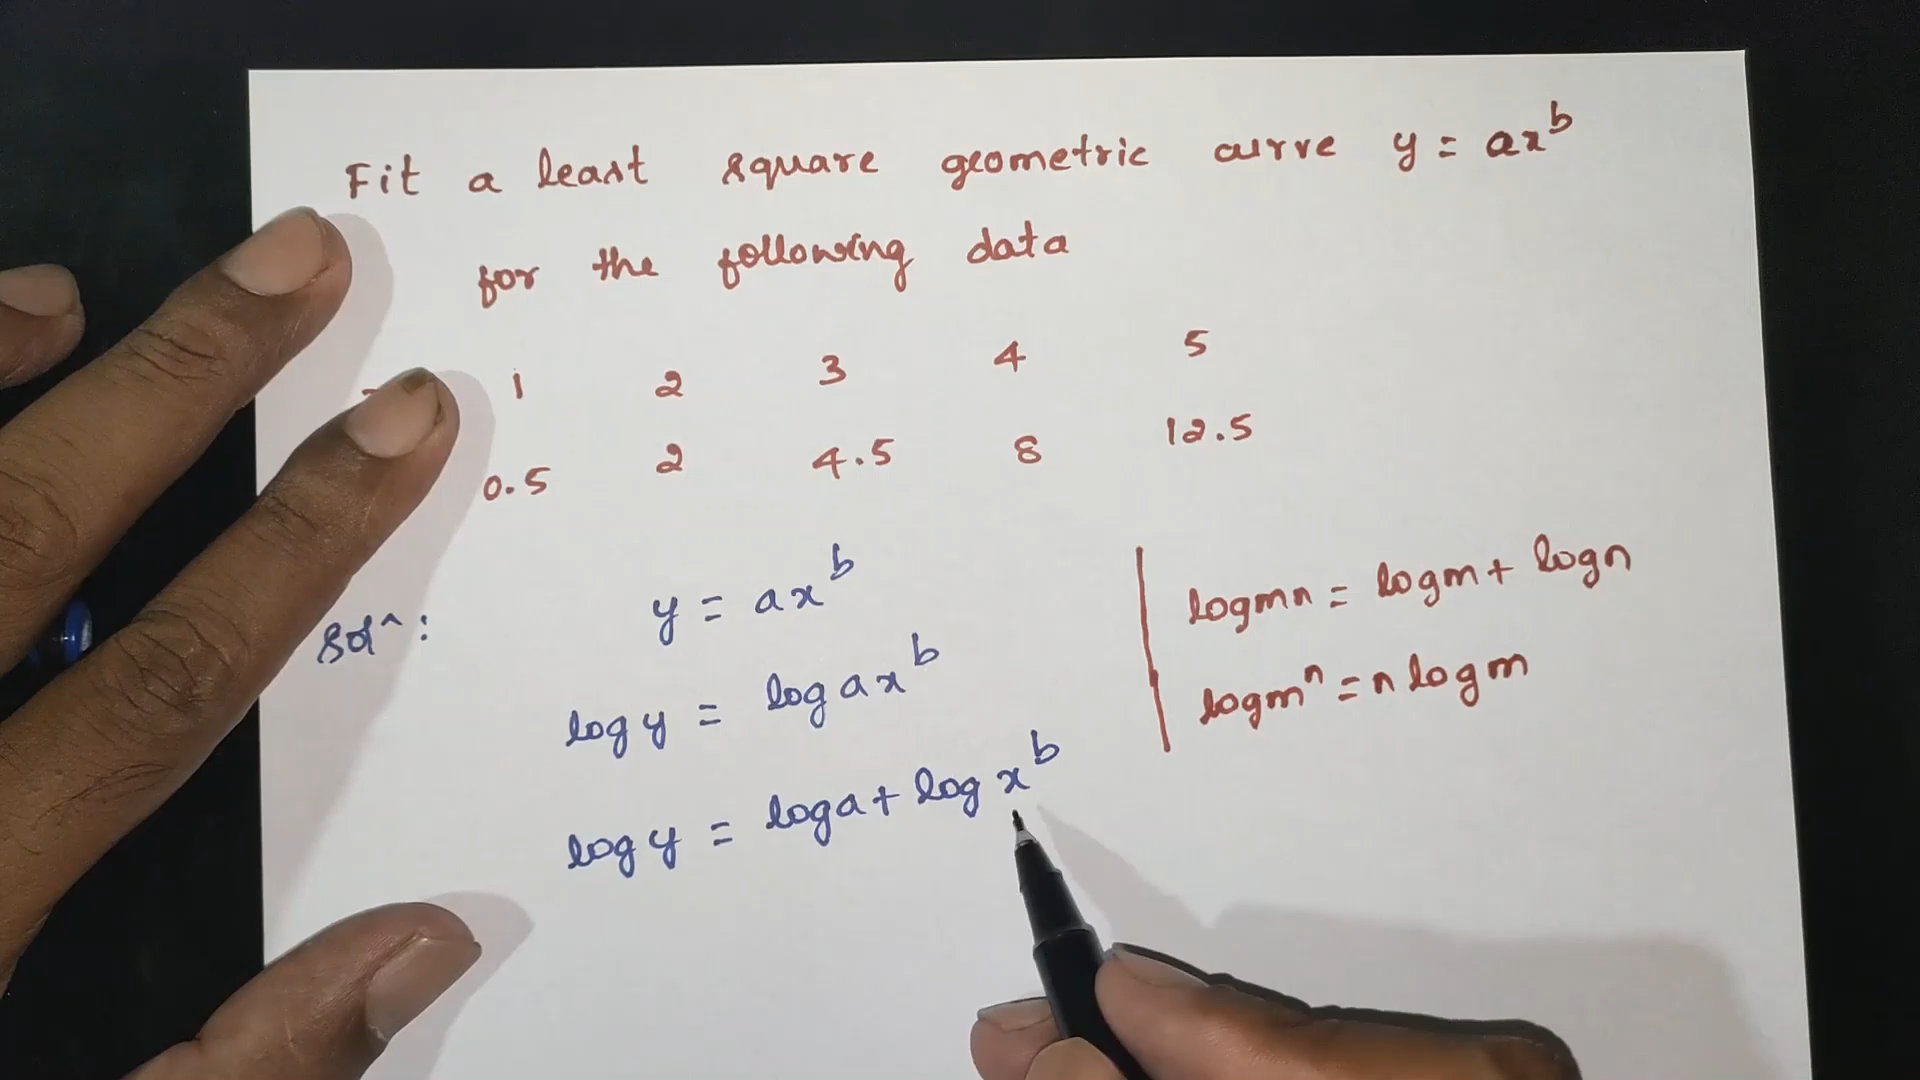 Fit a least square geometric curve y = ax^b
for the following data
1 2 3 4 5
0.5 2 4.5 8 12.5
Sol^n :
y = ax^b
log y = log ax^b
log y = log a + log x^b
log mn = log m + log n
log m^n = n log m